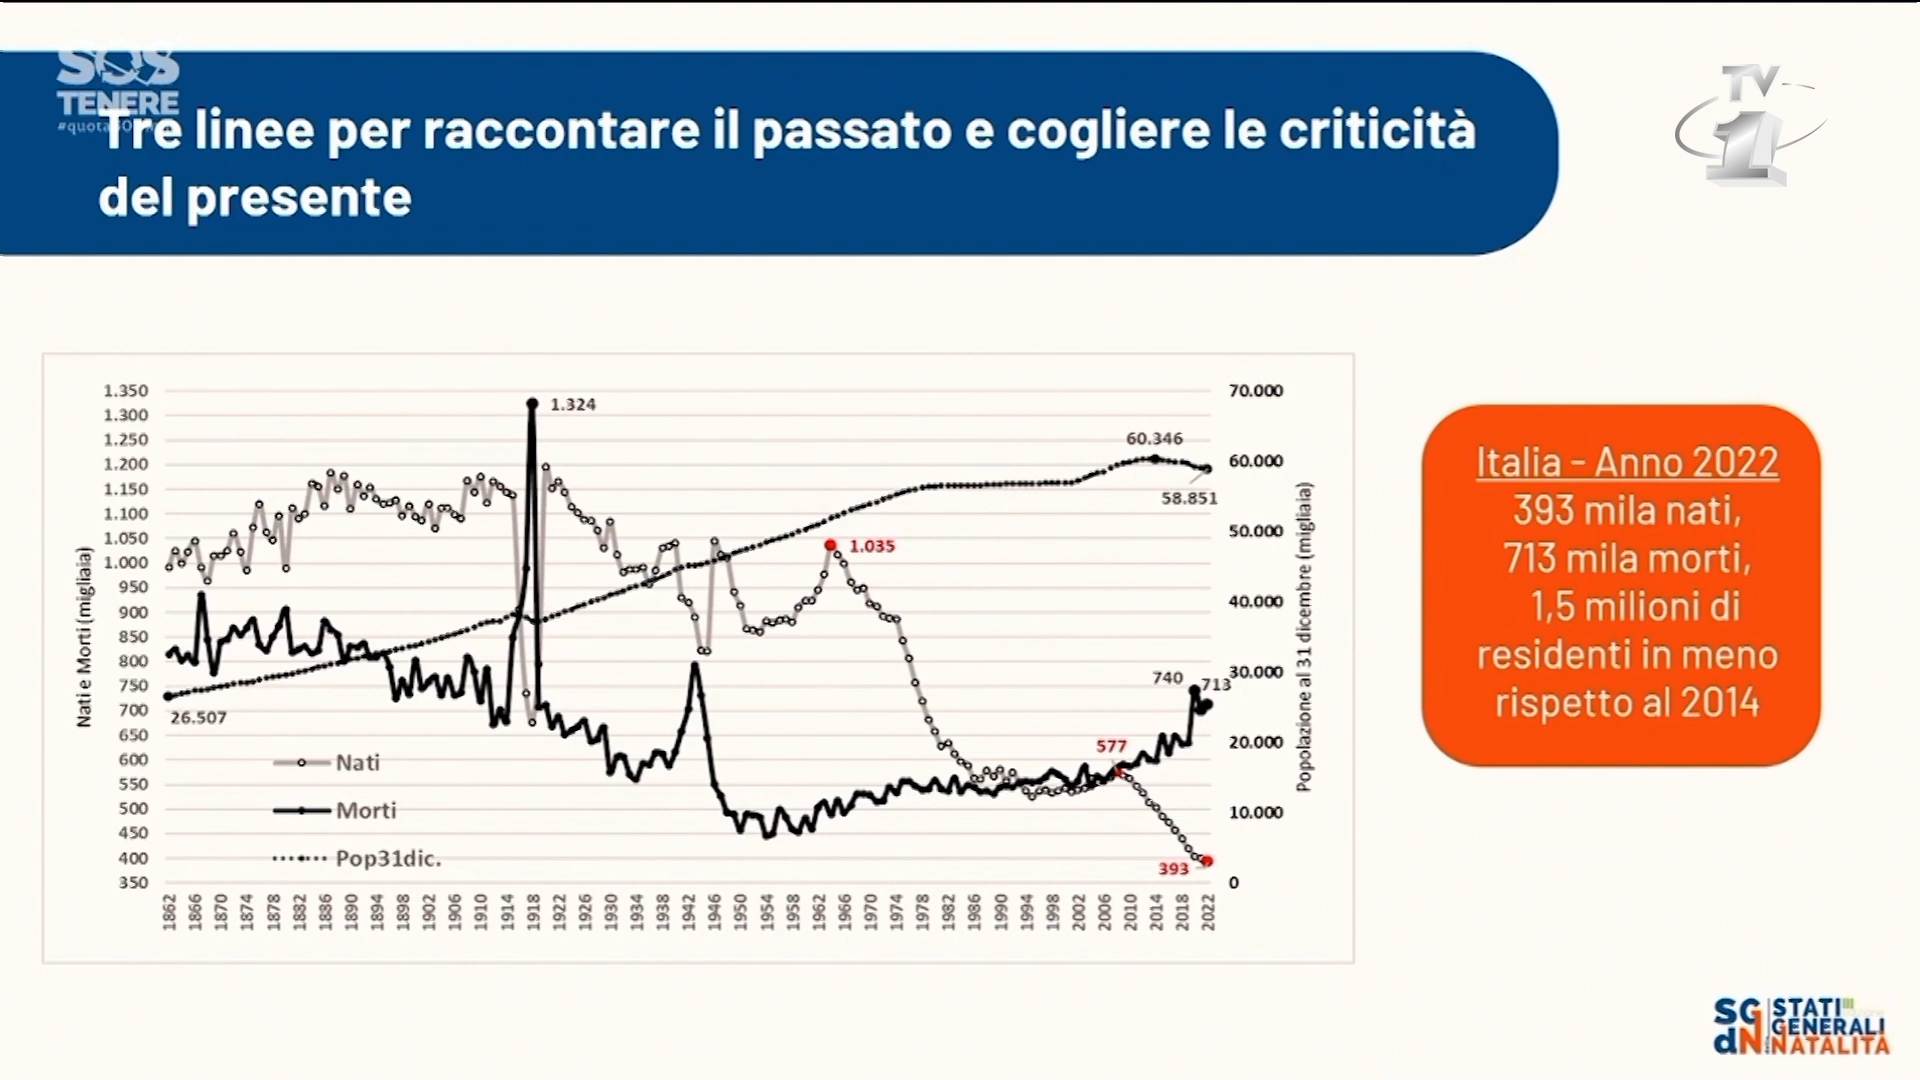 SOS
TENERE
Tre linee per raccontare il passato e cogliere le criticità
del presente
TV
1
Nati e Morti (migliaia)
1.350
1.300
1.250
1.200
1.150
1.100
1.050
1.000
950
900
850
800
750
700
650
600
550
500
450
400
350
70.000
60.000
50.000
40.000
30.000
20.000
10.000
0
Popolazione al 31 dicembre (migliaia)
1.324
60.346
58.851
1.035
26.507
740
713
577
393
Nati
Morti
Pop31dic.
1862 1866 1870 1874 1878 1882 1886 1890 1894 1898 1902 1906 1910 1914 1918 1922 1926 1930 1934 1938 1942 1946 1950 1954 1958 1962 1966 1970 1974 1978 1982 1986 1990 1994 1998 2002 2006 2010 2014 2018 2022
Italia - Anno 2022
393 mila nati,
713 mila morti,
1,5 milioni di
residenti in meno
rispetto al 2014
SG STATI
GENERALI
dN NATALITÀ